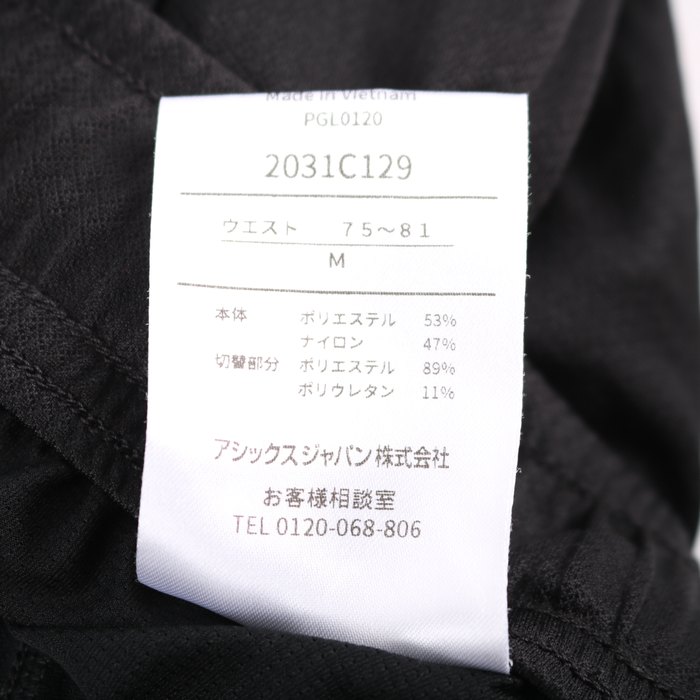 Made in Vietnam
PGL0120
2031C129
ウエスト 75～81
M
本体 ポリエステル 53%
ナイロン 47%
切替部分 ポリエステル 89%
ポリウレタン 11%
アシックスジャパン株式会社
お客様相談室
TEL 0120-068-806